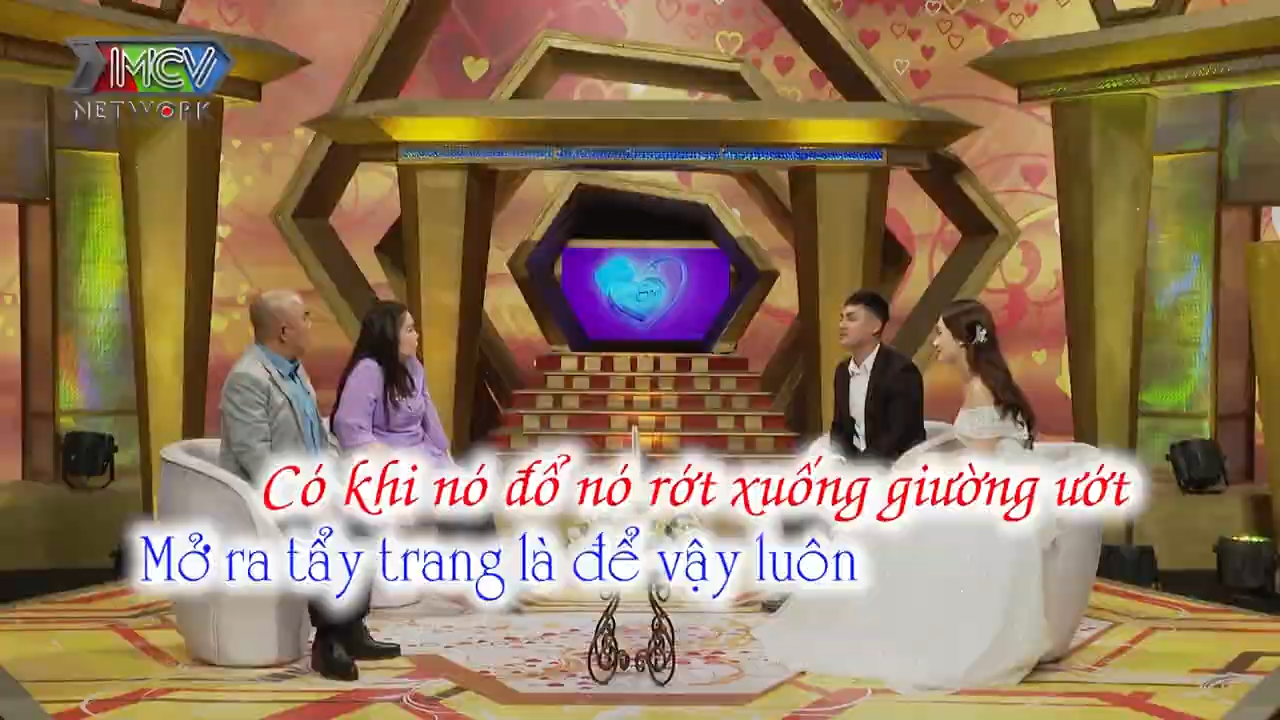 MCV
NETWORK
Có khi nó đổ nó rớt xuống giường ướt
Mở ra tẩy trang là để vậy luôn